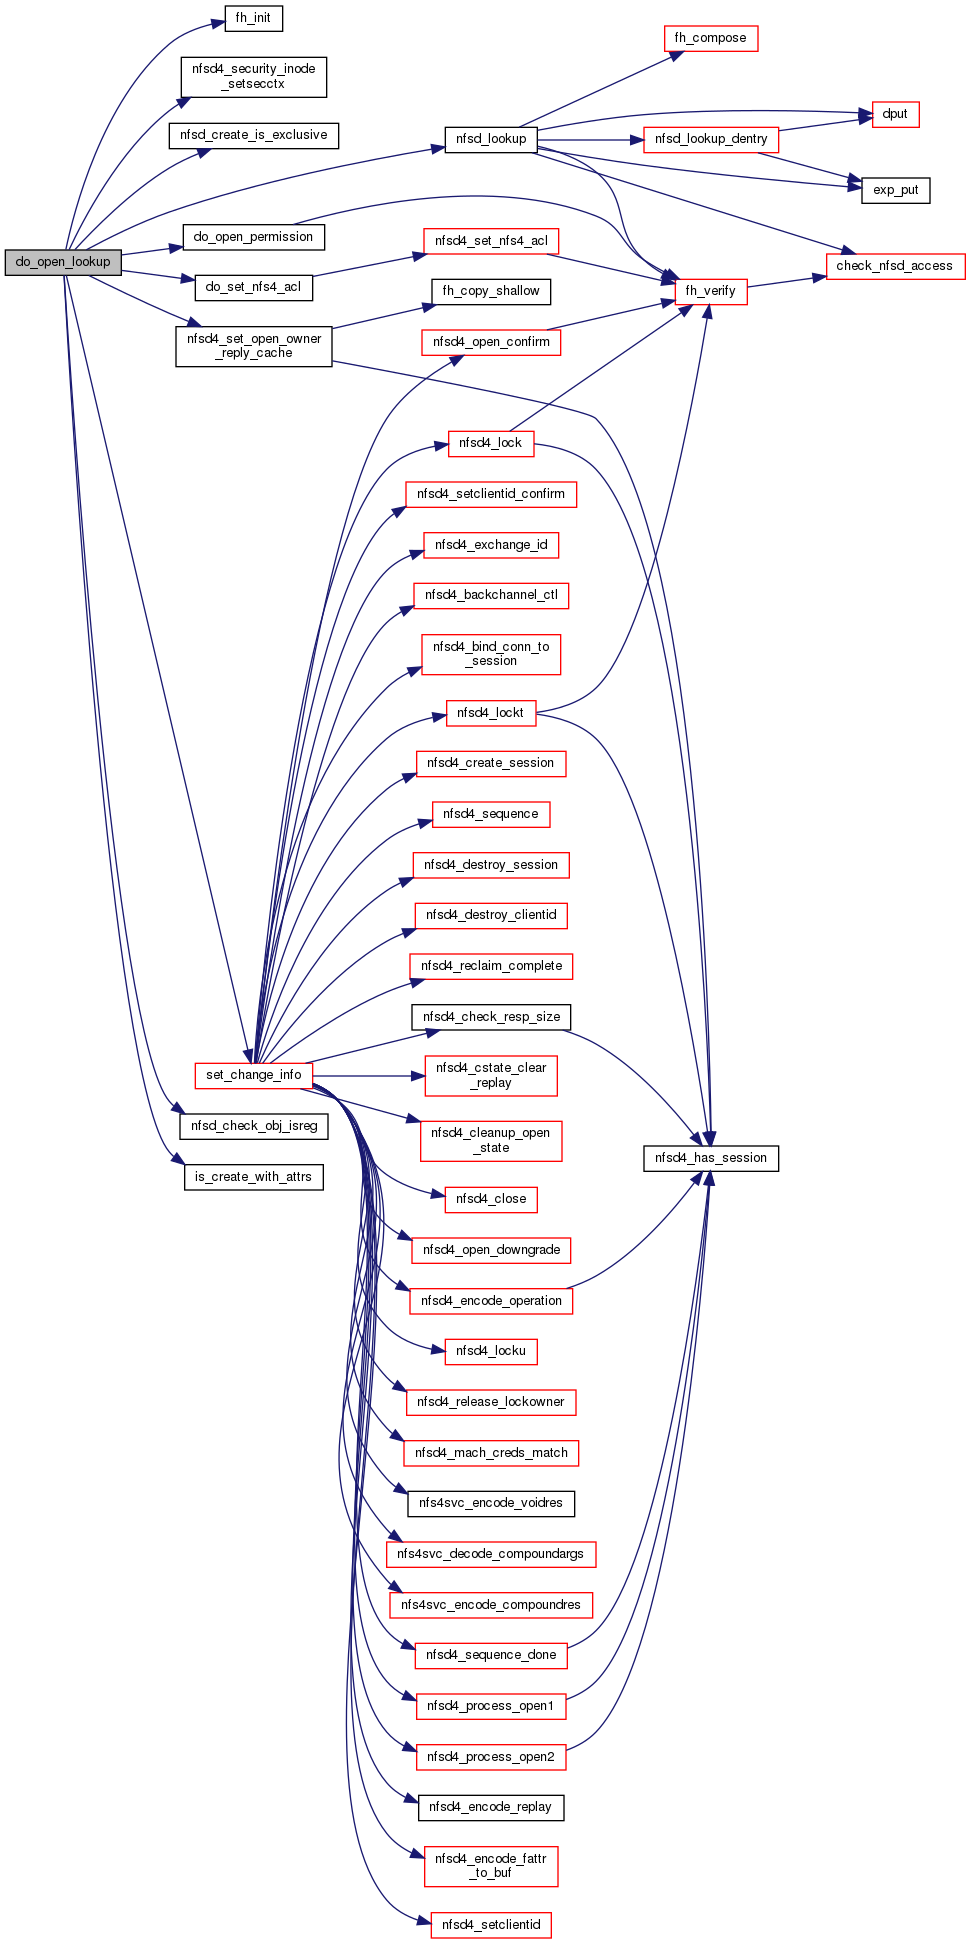 fh_init
nfsd4_security_inode
_setsecctx
nfsd_create_is_exclusive
do_open_lookup
do_open_permission
do_set_nfs4_acl
nfsd4_set_open_owner
_reply_cache
set_change_info
nfsd_check_obj_isreg
is_create_with_attrs
nfsd_lookup
nfsd4_set_nfs4_acl
fh_copy_shallow
nfsd4_open_confirm
nfsd4_lock
nfsd4_setclientid_confirm
nfsd4_exchange_id
nfsd4_backchannel_ctl
nfsd4_bind_conn_to
_session
nfsd4_lockt
nfsd4_create_session
nfsd4_sequence
nfsd4_destroy_session
nfsd4_destroy_clientid
nfsd4_reclaim_complete
nfsd4_check_resp_size
nfsd4_cstate_clear
_replay
nfsd4_cleanup_open
_state
nfsd4_close
nfsd4_open_downgrade
nfsd4_encode_operation
nfsd4_locku
nfsd4_release_lockowner
nfsd4_mach_creds_match
nfs4svc_encode_voidres
nfs4svc_decode_compoundargs
nfs4svc_encode_compoundres
nfsd4_sequence_done
nfsd4_process_open1
nfsd4_process_open2
nfsd4_encode_replay
nfsd4_encode_fattr
_to_buf
nfsd4_setclientid
fh_compose
nfsd_lookup_dentry
fh_verify
nfsd4_has_session
dput
exp_put
check_nfsd_access